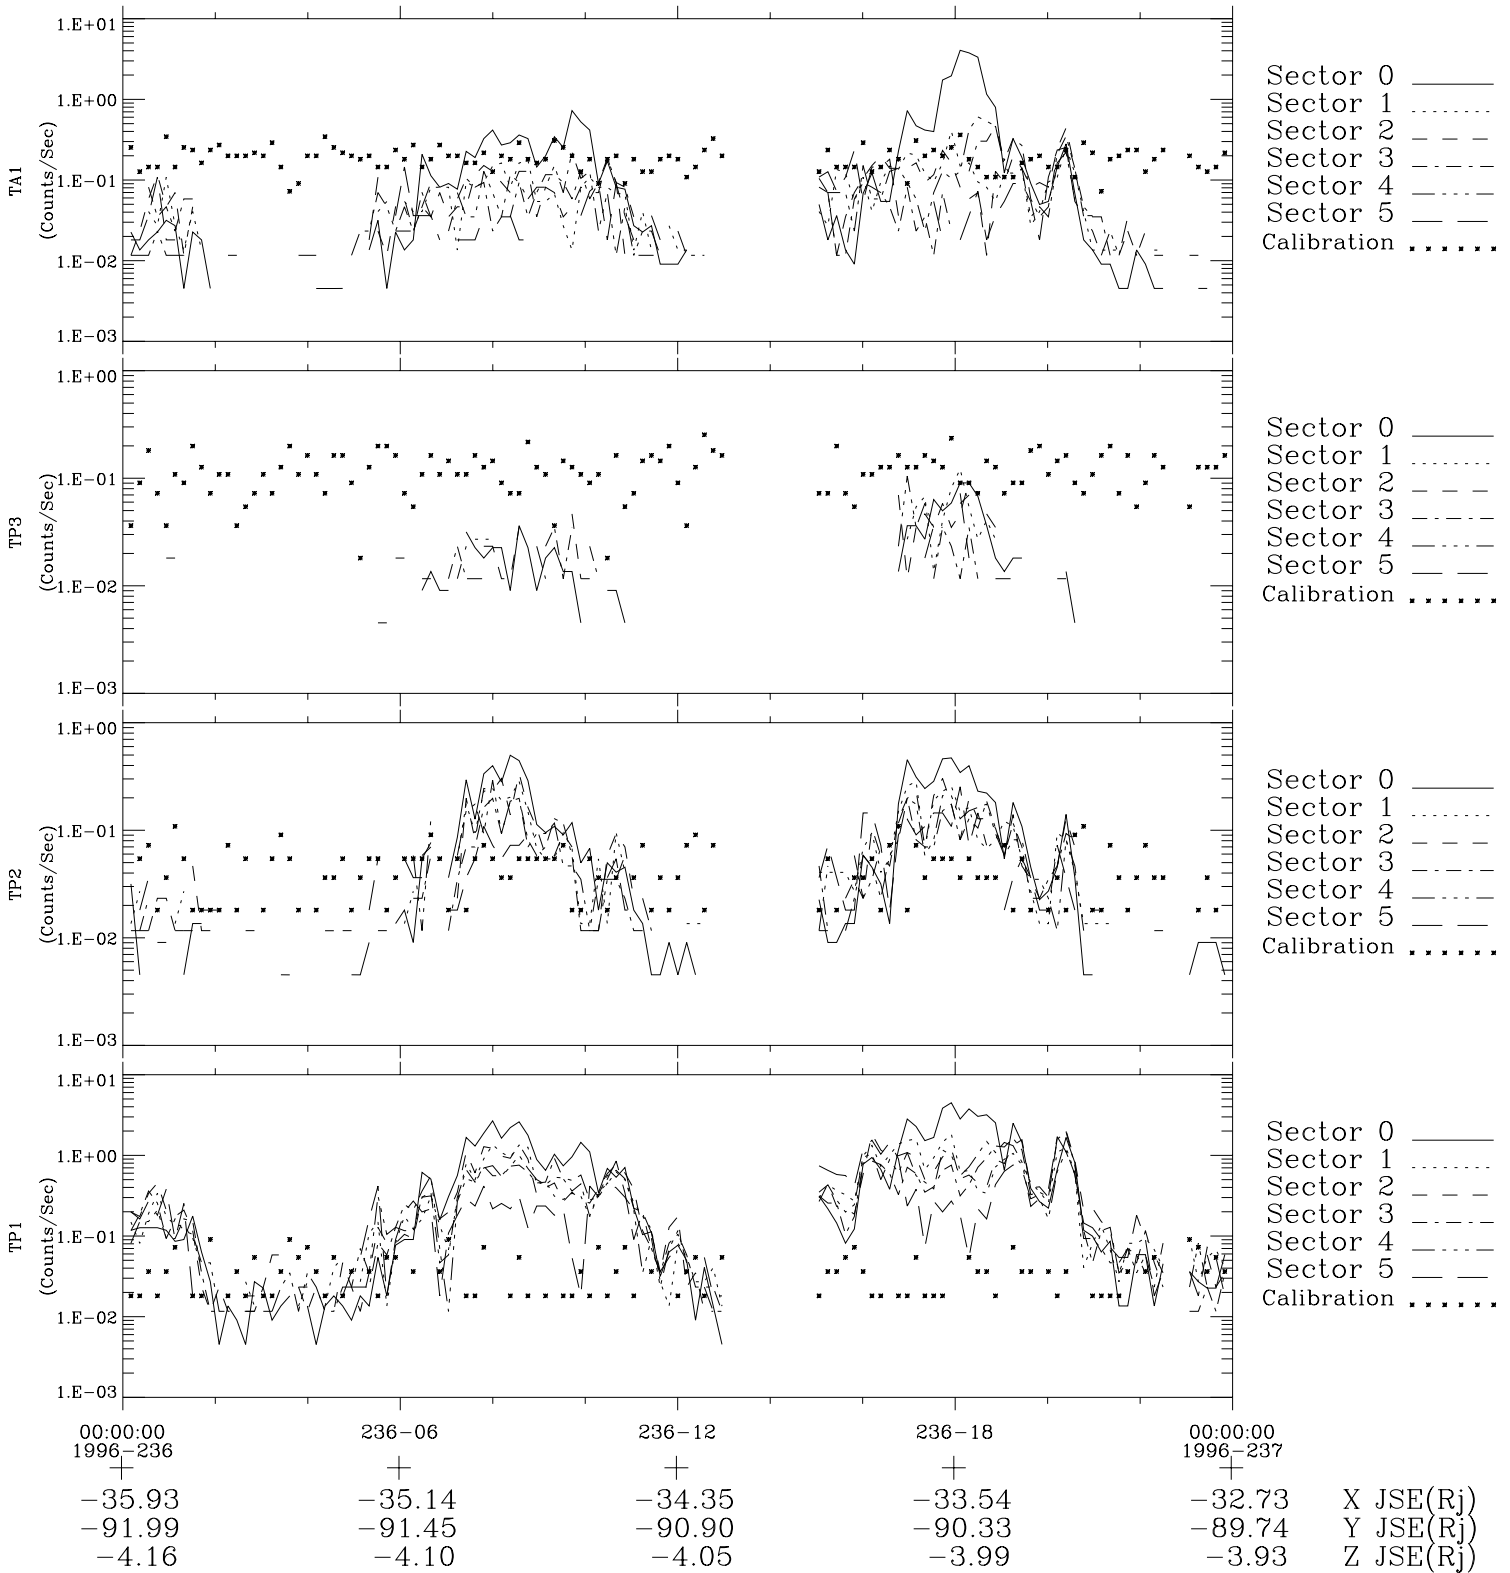 1.E+01
1.E+00
1.E-01
1.E-02
1.E-03
TA1
(Counts/Sec)
Sector 0
Sector 1
Sector 2
Sector 3
Sector 4
Sector 5
Calibration
1.E+00
1.E-01
1.E-02
1.E-03
TP3
(Counts/Sec)
Sector 0
Sector 1
Sector 2
Sector 3
Sector 4
Sector 5
Calibration
1.E+00
1.E-01
1.E-02
1.E-03
TP2
(Counts/Sec)
Sector 0
Sector 1
Sector 2
Sector 3
Sector 4
Sector 5
Calibration
1.E+01
1.E+00
1.E-01
1.E-02
1.E-03
TP1
(Counts/Sec)
Sector 0
Sector 1
Sector 2
Sector 3
Sector 4
Sector 5
Calibration
00:00:00 236-06 236-12 236-18 00:00:00
1996-236 1996-237
-35.93 -35.14 -34.35 -33.54 -32.73 X JSE(Rj)
-91.99 -91.45 -90.90 -90.33 -89.74 Y JSE(Rj)
-4.16 -4.10 -4.05 -3.99 -3.93 Z JSE(Rj)